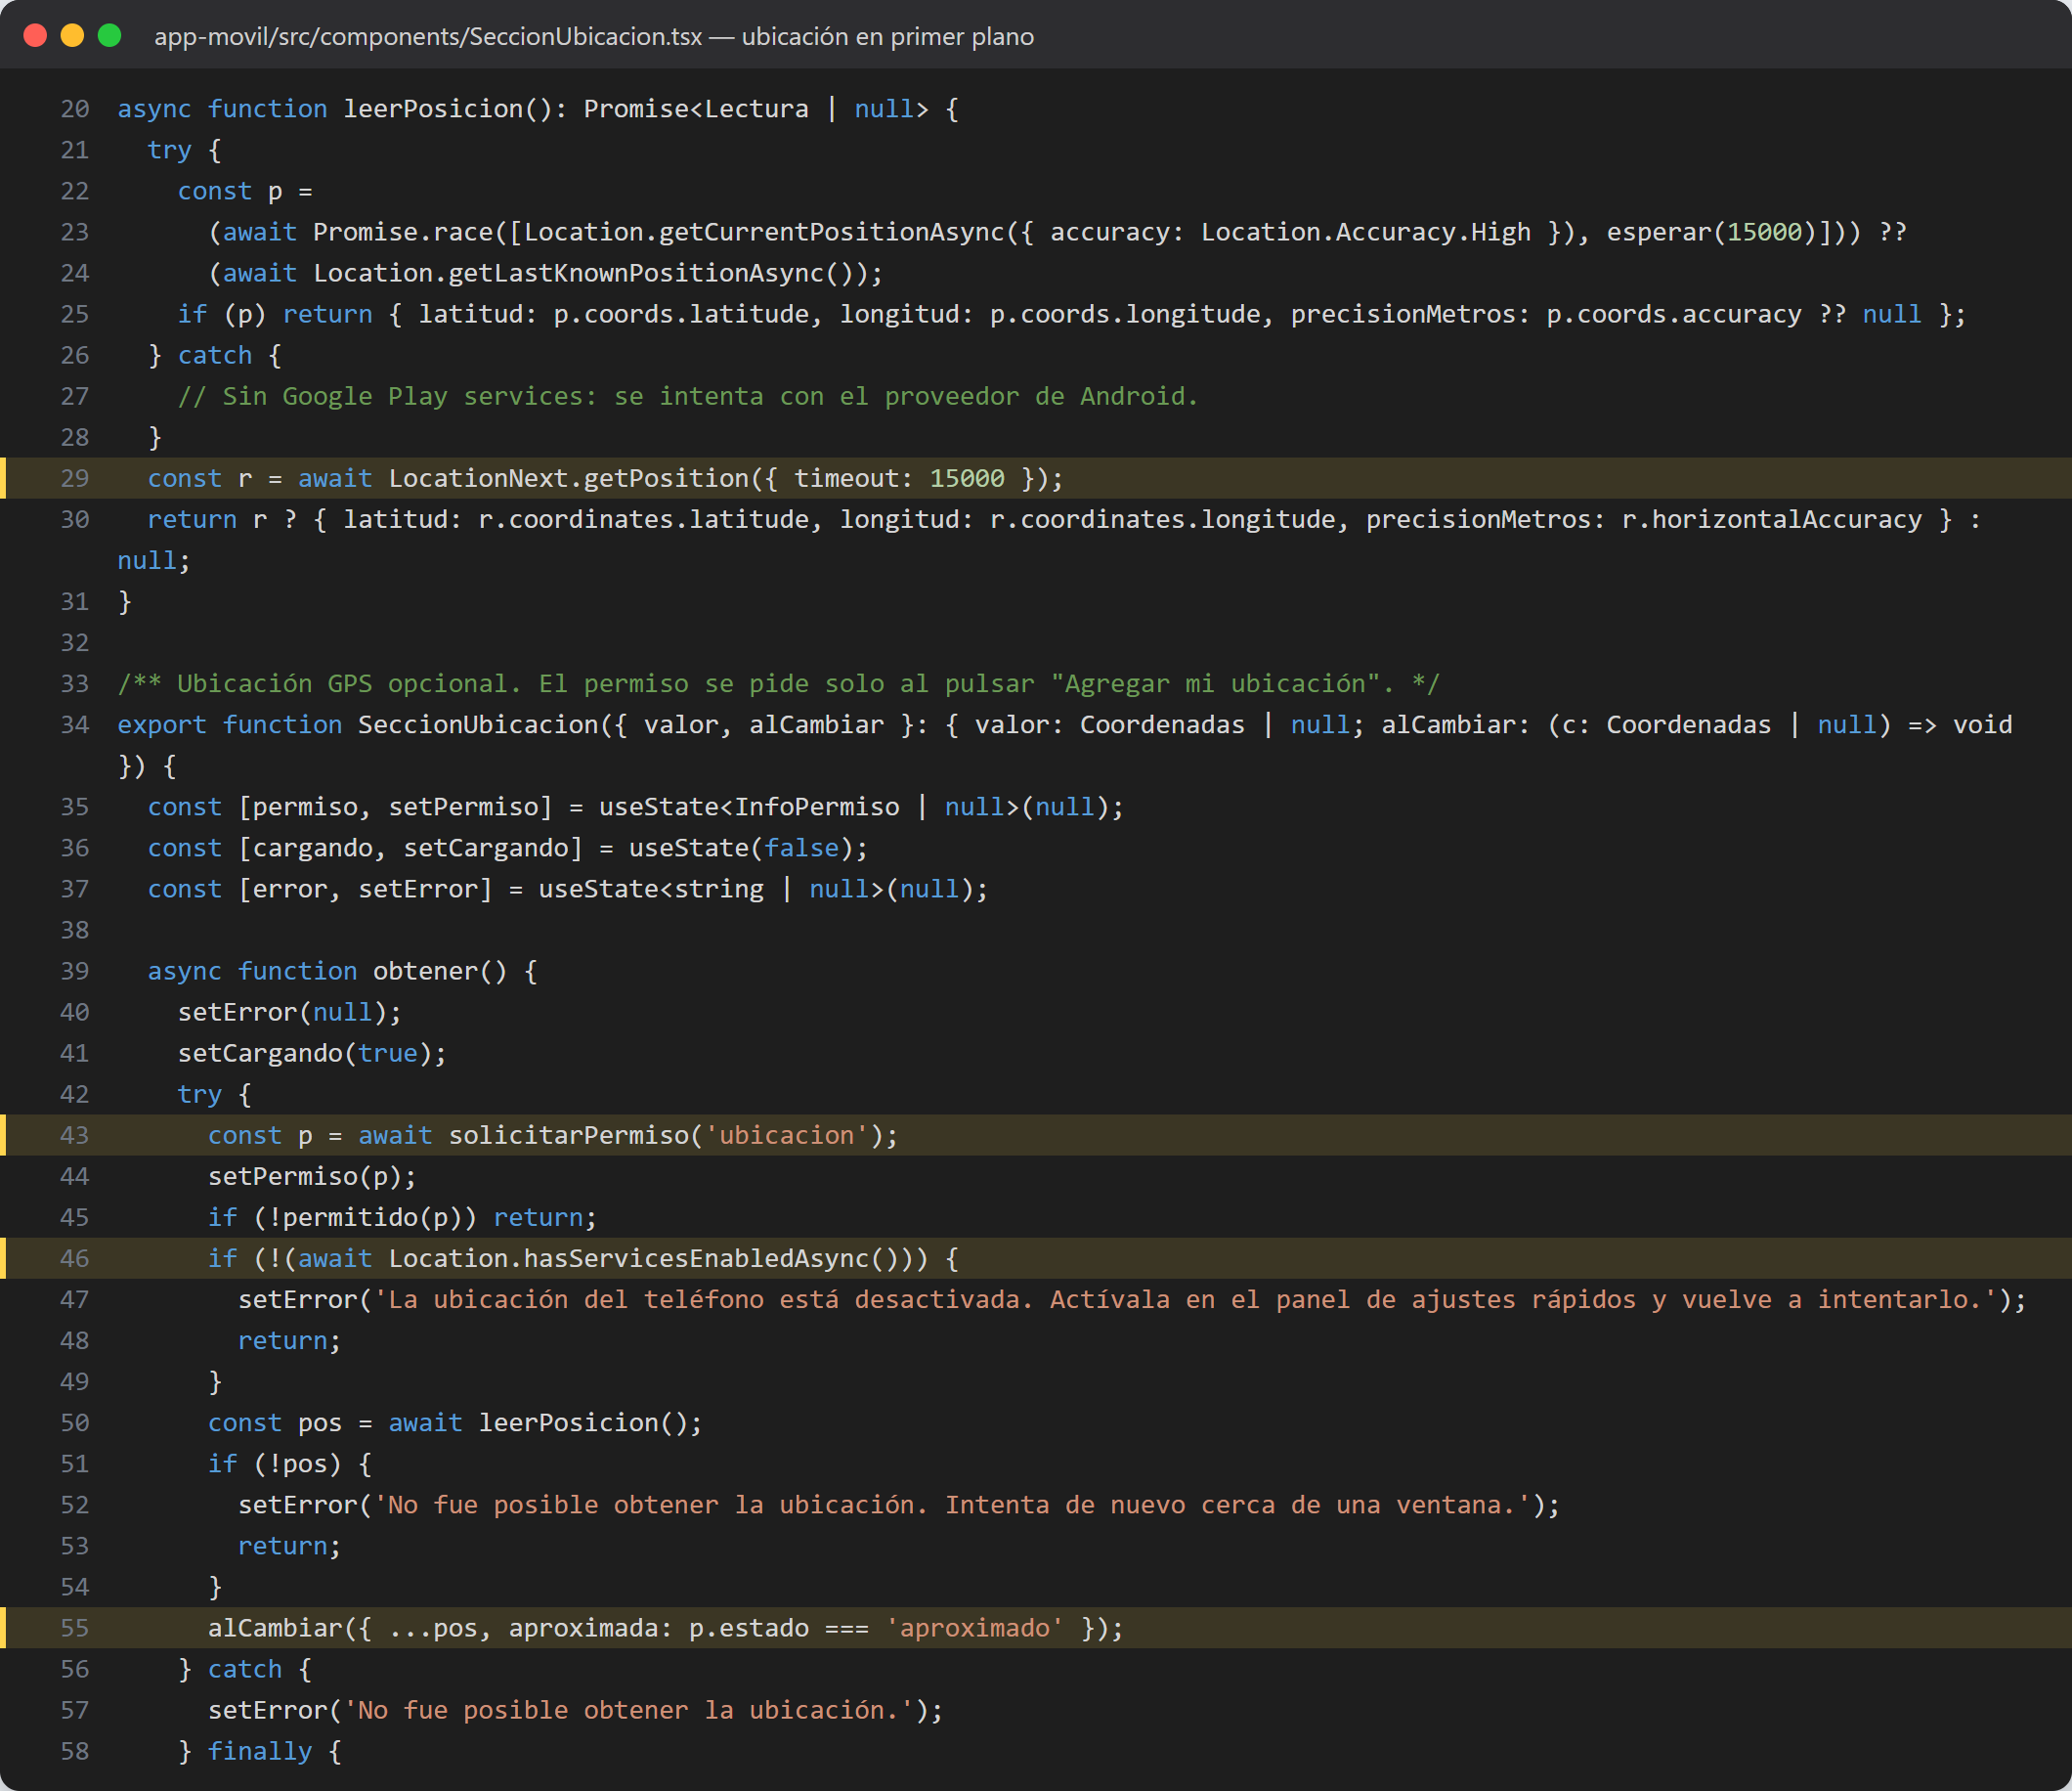 app-movil/src/components/SeccionUbicacion.tsx — ubicación en primer plano
20 async function leerPosicion(): Promise<Lectura | null> {
21   try {
22     const p =
23       (await Promise.race([Location.getCurrentPositionAsync({ accuracy: Location.Accuracy.High }), esperar(15000)])) ??
24       (await Location.getLastKnownPositionAsync());
25     if (p) return { latitud: p.coords.latitude, longitud: p.coords.longitude, precisionMetros: p.coords.accuracy ?? null };
26   } catch {
27     // Sin Google Play services: se intenta con el proveedor de Android.
28   }
29   const r = await LocationNext.getPosition({ timeout: 15000 });
30   return r ? { latitud: r.coordinates.latitude, longitud: r.coordinates.longitude, precisionMetros: r.horizontalAccuracy } :
null;
31 }
32
33 /** Ubicación GPS opcional. El permiso se pide solo al pulsar "Agregar mi ubicación". */
34 export function SeccionUbicacion({ valor, alCambiar }: { valor: Coordenadas | null; alCambiar: (c: Coordenadas | null) => void
}) {
35   const [permiso, setPermiso] = useState<InfoPermiso | null>(null);
36   const [cargando, setCargando] = useState(false);
37   const [error, setError] = useState<string | null>(null);
38
39   async function obtener() {
40     setError(null);
41     setCargando(true);
42     try {
43       const p = await solicitarPermiso('ubicacion');
44       setPermiso(p);
45       if (!permitido(p)) return;
46       if (!(await Location.hasServicesEnabledAsync())) {
47         setError('La ubicación del teléfono está desactivada. Actívala en el panel de ajustes rápidos y vuelve a intentarlo.');
48         return;
49       }
50       const pos = await leerPosicion();
51       if (!pos) {
52         setError('No fue posible obtener la ubicación. Intenta de nuevo cerca de una ventana.');
53         return;
54       }
55       alCambiar({ ...pos, aproximada: p.estado === 'aproximado' });
56     } catch {
57       setError('No fue posible obtener la ubicación.');
58     } finally {